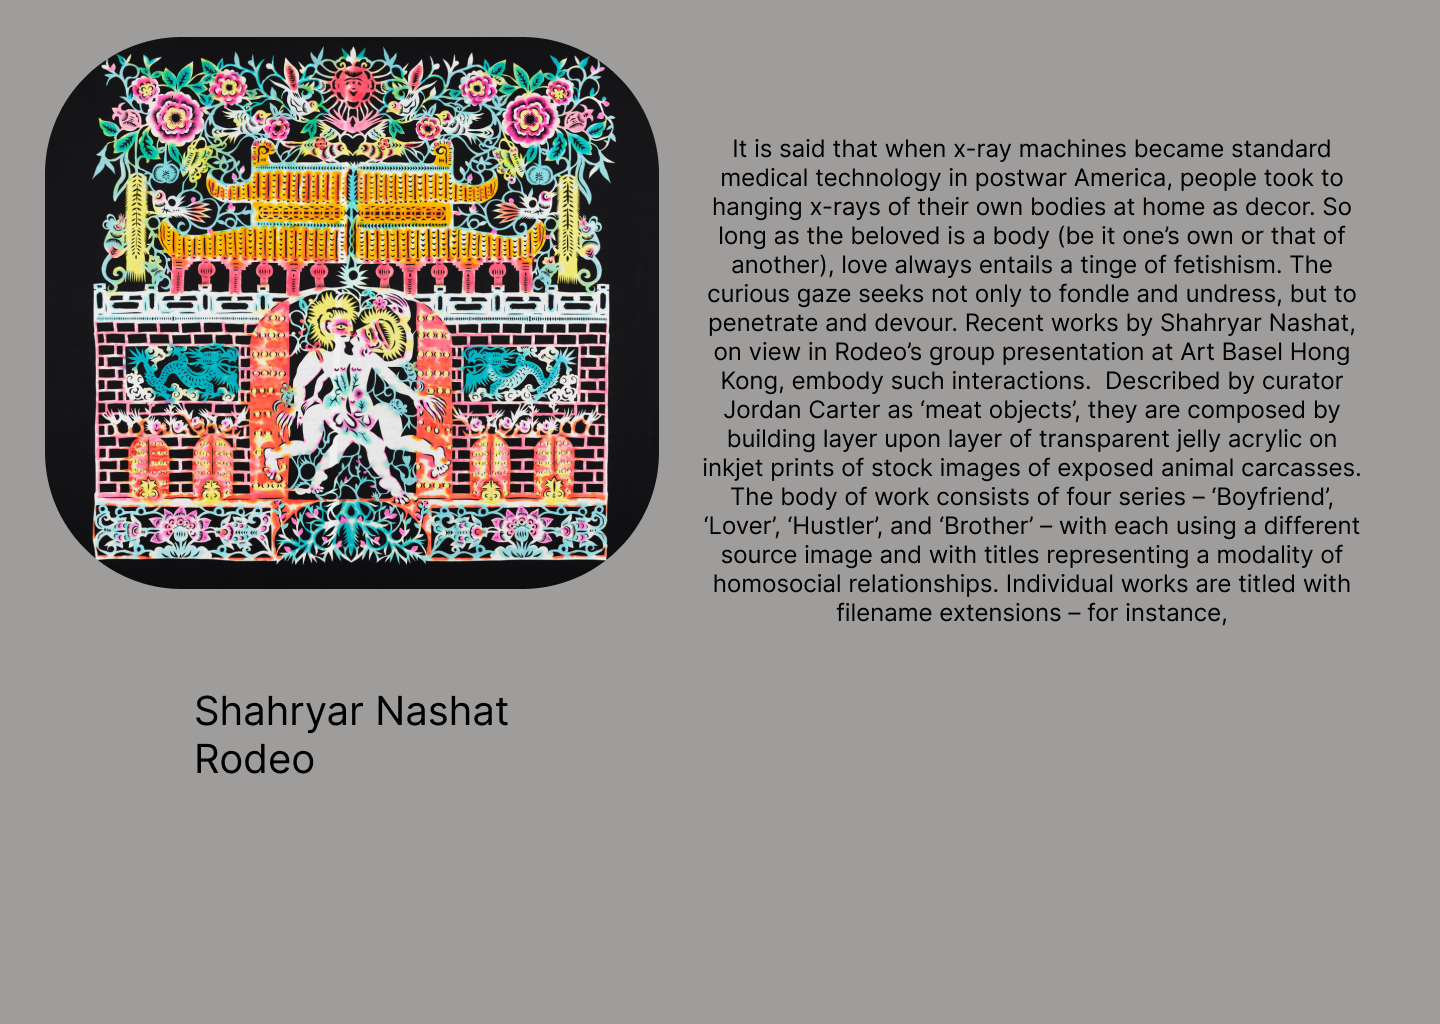 It is said that when x-ray machines became standard
medical technology in postwar America, people took to
hanging x-rays of their own bodies at home as decor. So
long as the beloved is a body (be it one’s own or that of
another), love always entails a tinge of fetishism. The
curious gaze seeks not only to fondle and undress, but to
penetrate and devour. Recent works by Shahryar Nashat,
on view in Rodeo’s group presentation at Art Basel Hong
Kong, embody such interactions.  Described by curator
Jordan Carter as ‘meat objects’, they are composed by
building layer upon layer of transparent jelly acrylic on
inkjet prints of stock images of exposed animal carcasses.
The body of work consists of four series – ‘Boyfriend’,
‘Lover’, ‘Hustler’, and ‘Brother’ – with each using a different
source image and with titles representing a modality of
homosocial relationships. Individual works are titled with
filename extensions – for instance,
Shahryar Nashat
Rodeo